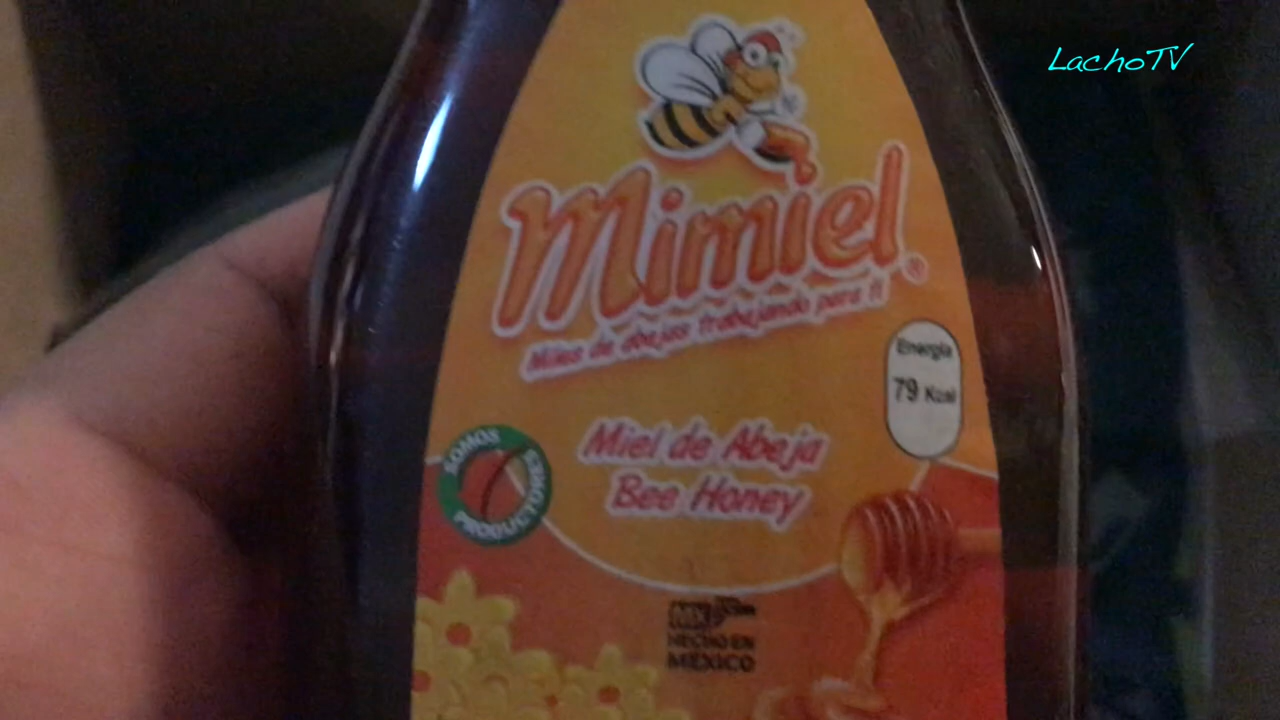 LachoTV
Mimiel®
Miles de abejas trabajando para ti
Energía
79 Kcal
SOMOS PRODUCTORES
Miel de Abeja
Bee Honey
HECHO EN
MÉXICO